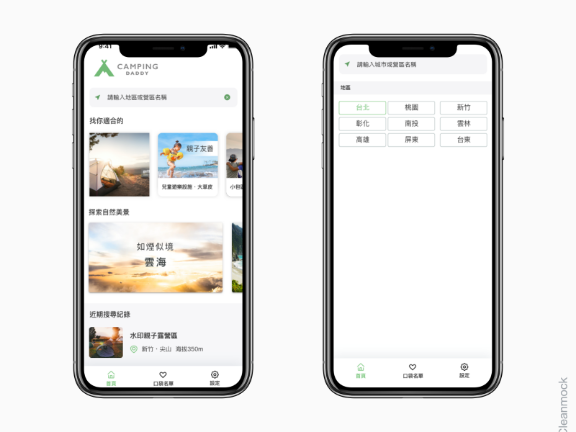 9:41
CAMPING
DADDY
請輸入地區或營區名稱
找你適合的
親子友善
兒童遊樂設施・大草皮
探索自然美景
如煙似境
雲海
近期搜尋紀錄
水印親子露營區
新竹・尖山 海拔350m
首頁 口袋名單 設定
請輸入城市或營區名稱
地區
台北 桃園 新竹
彰化 南投 雲林
高雄 屏東 台東
首頁 口袋名單 設定
Cleanmock